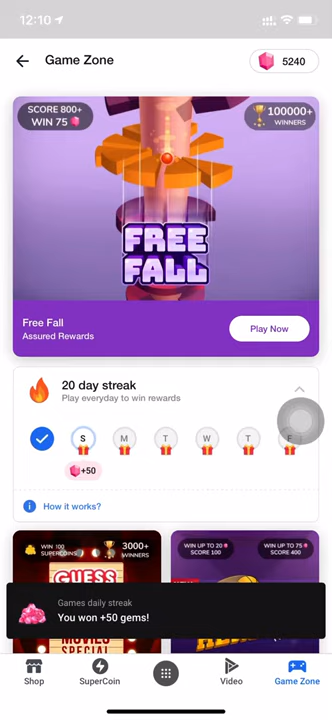 12:10
Game Zone
5240
SCORE 800+
WIN 75
100000+
WINNERS
FREE
FALL
Free Fall
Assured Rewards
Play Now
20 day streak
Play everyday to win rewards
S M T W T F
+50
How it works?
WIN 100
SUPERCOINS
3000+
WINNERS
WIN UP TO 20
SCORE 100
WIN UP TO 75
SCORE 400
GUESS
Games daily streak
You won +50 gems!
MOVIES
SPECIAL
Shop
SuperCoin
Video
Game Zone